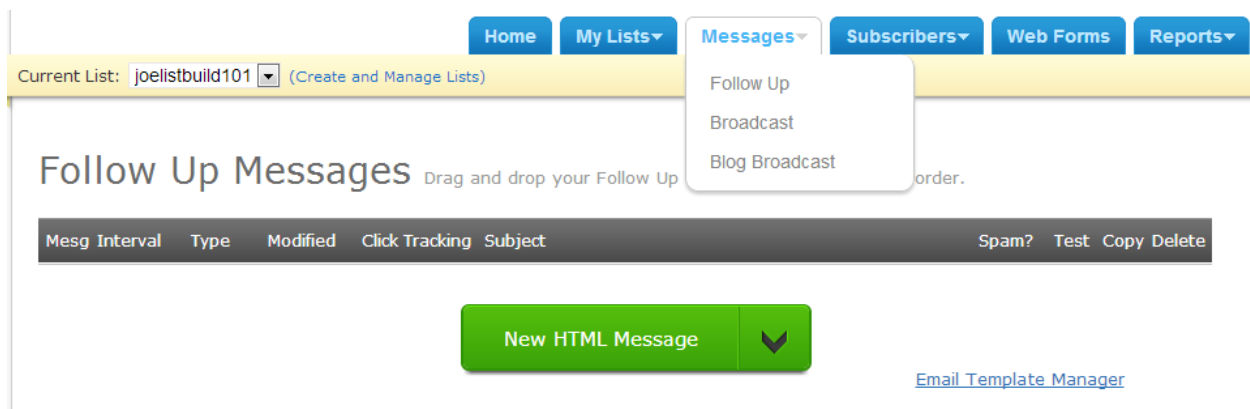 Home My Lists Messages Subscribers Web Forms Reports
Current List: joelistbuild101 (Create and Manage Lists)
Follow Up
Broadcast
Blog Broadcast
Follow Up Messages Drag and drop your Follow Up order.
Mesg Interval Type Modified Click Tracking Subject Spam? Test Copy Delete
New HTML Message
Email Template Manager